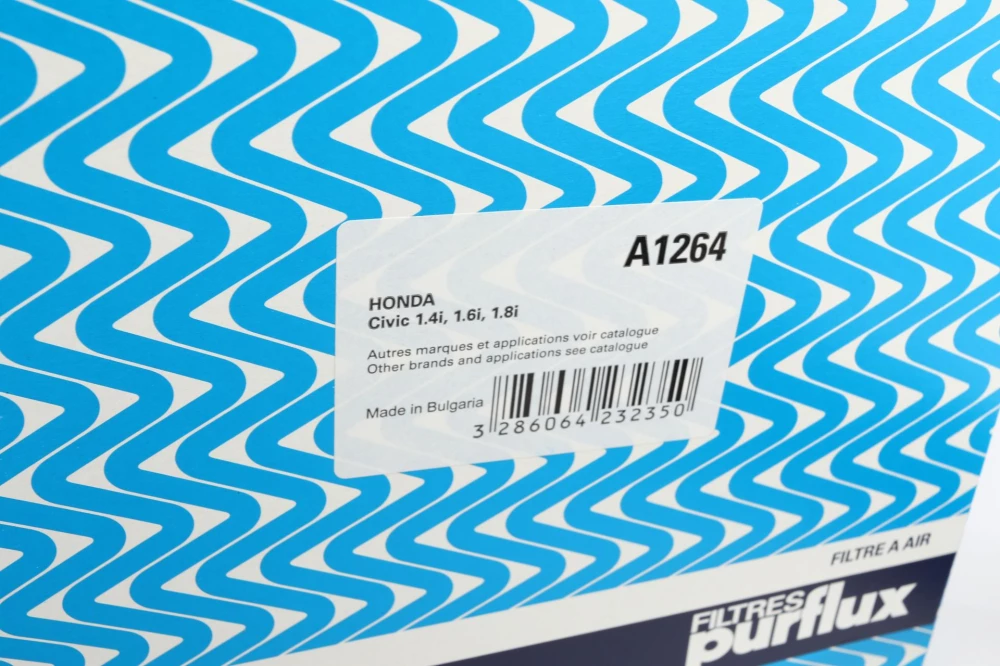 A1264
HONDA
Civic 1.4i, 1.6i, 1.8i
Autres marques et applications voir catalogue
Other brands and applications see catalogue
Made in Bulgaria
3 286064 232350
FILTRE A AIR
FILTRES
purflux